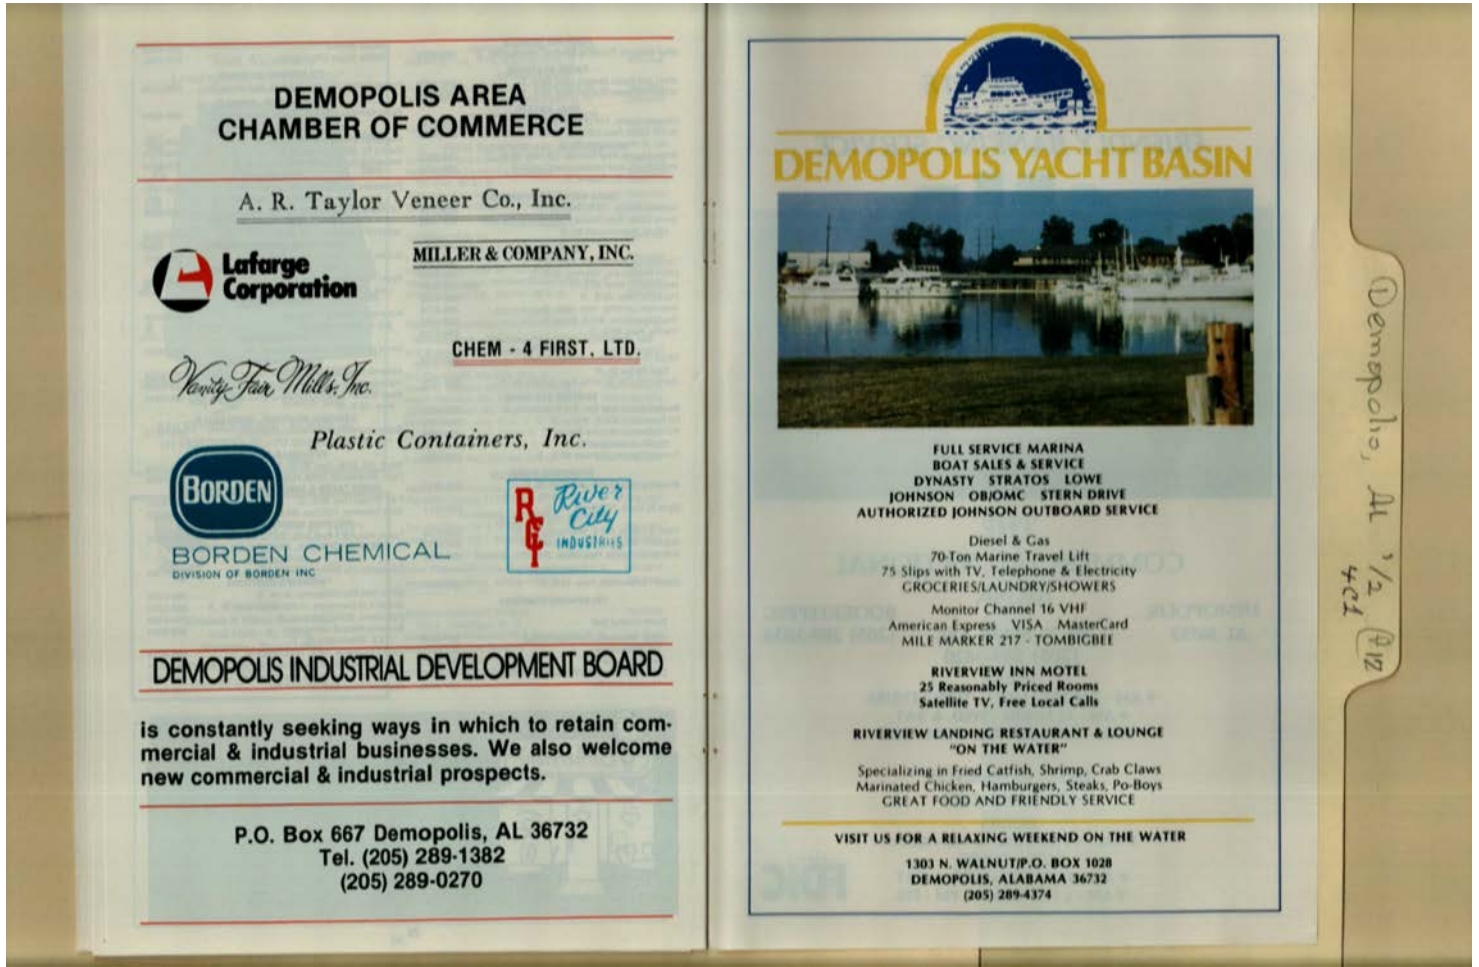 DEMOPOLIS AREA
CHAMBER OF COMMERCE
A. R. Taylor Veneer Co., Inc.
Lafarge
Corporation
MILLER & COMPANY, INC.
CHEM - 4 FIRST, LTD.
Vanity Fair Mills, Inc.
Plastic Containers, Inc.
BORDEN
BORDEN CHEMICAL
DIVISION OF BORDEN INC
RCI
River
City
INDUSTRIES
DEMOPOLIS INDUSTRIAL DEVELOPMENT BOARD
is constantly seeking ways in which to retain com-
mercial & industrial businesses. We also welcome
new commercial & industrial prospects.
P.O. Box 667 Demopolis, AL 36732
Tel. (205) 289-1382
(205) 289-0270
DEMOPOLIS YACHT BASIN
FULL SERVICE MARINA
BOAT SALES & SERVICE
DYNASTY STRATOS LOWE
JOHNSON OB/OMC STERN DRIVE
AUTHORIZED JOHNSON OUTBOARD SERVICE
Diesel & Gas
70-Ton Marine Travel Lift
75 Slips with TV, Telephone & Electricity
GROCERIES/LAUNDRY/SHOWERS
Monitor Channel 16 VHF
American Express VISA MasterCard
MILE MARKER 217 - TOMBIGBEE
RIVERVIEW INN MOTEL
25 Reasonably Priced Rooms
Satellite TV, Free Local Calls
RIVERVIEW LANDING RESTAURANT & LOUNGE
"ON THE WATER"
Specializing in Fried Catfish, Shrimp, Crab Claws
Marinated Chicken, Hamburgers, Steaks, Po-Boys
GREAT FOOD AND FRIENDLY SERVICE
VISIT US FOR A RELAXING WEEKEND ON THE WATER
1303 N. WALNUT/P.O. BOX 1028
DEMOPOLIS, ALABAMA 36732
(205) 289-4374
① Demopolis, AL